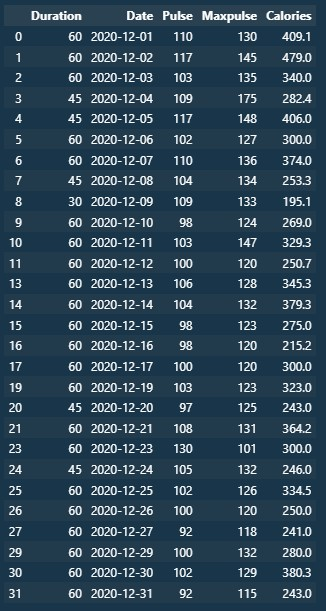 Duration Date Pulse Maxpulse Calories
0 60 2020-12-01 110 130 409.1
1 60 2020-12-02 117 145 479.0
2 60 2020-12-03 103 135 340.0
3 45 2020-12-04 109 175 282.4
4 45 2020-12-05 117 148 406.0
5 60 2020-12-06 102 127 300.0
6 60 2020-12-07 110 136 374.0
7 45 2020-12-08 104 134 253.3
8 30 2020-12-09 109 133 195.1
9 60 2020-12-10 98 124 269.0
10 60 2020-12-11 103 147 329.3
11 60 2020-12-12 100 120 250.7
13 60 2020-12-13 106 128 345.3
14 60 2020-12-14 104 132 379.3
15 60 2020-12-15 98 123 275.0
16 60 2020-12-16 98 120 215.2
17 60 2020-12-17 100 120 300.0
19 60 2020-12-19 103 123 323.0
20 45 2020-12-20 97 125 243.0
21 60 2020-12-21 108 131 364.2
23 60 2020-12-23 130 101 300.0
24 45 2020-12-24 105 132 246.0
25 60 2020-12-25 102 126 334.5
26 60 2020-12-26 100 120 250.0
27 60 2020-12-27 92 118 241.0
29 60 2020-12-29 100 132 280.0
30 60 2020-12-30 102 129 380.3
31 60 2020-12-31 92 115 243.0